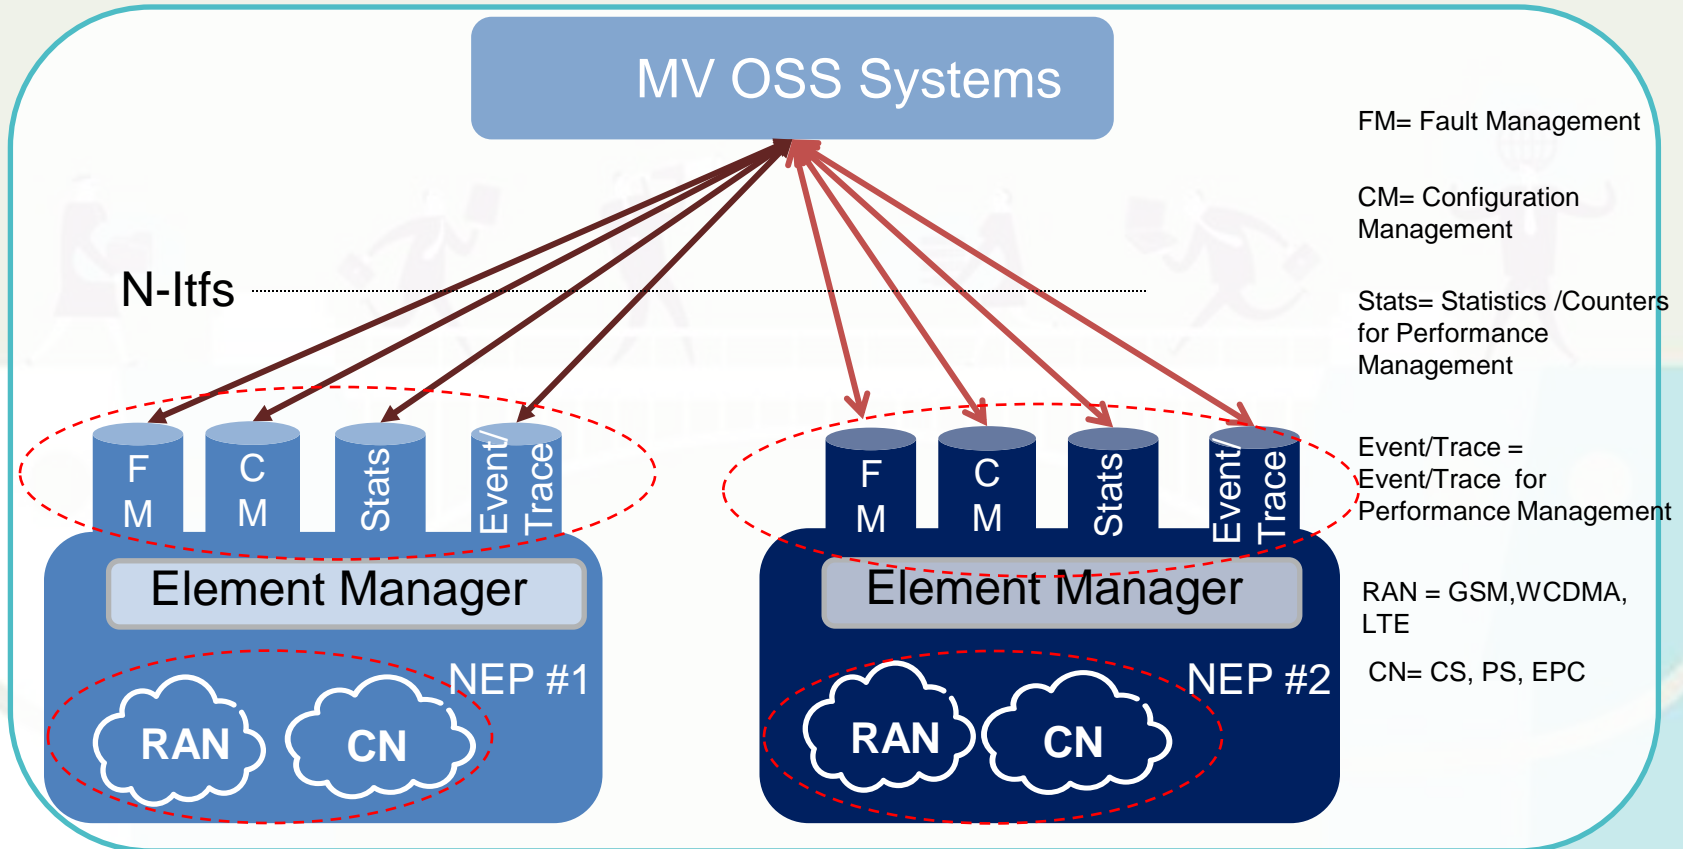 MV OSS Systems
FM= Fault Management
CM= Configuration
Management
N-Itfs
Stats= Statistics /Counters
for Performance
Management
F
M
C
M
Stats
Event/
Trace
F
M
C
M
Stats
Event/
Trace
Event/Trace =
Event/Trace for
Performance Management
Element Manager
Element Manager
RAN = GSM,WCDMA,
LTE
CN= CS, PS, EPC
NEP #1
NEP #2
RAN
CN
RAN
CN